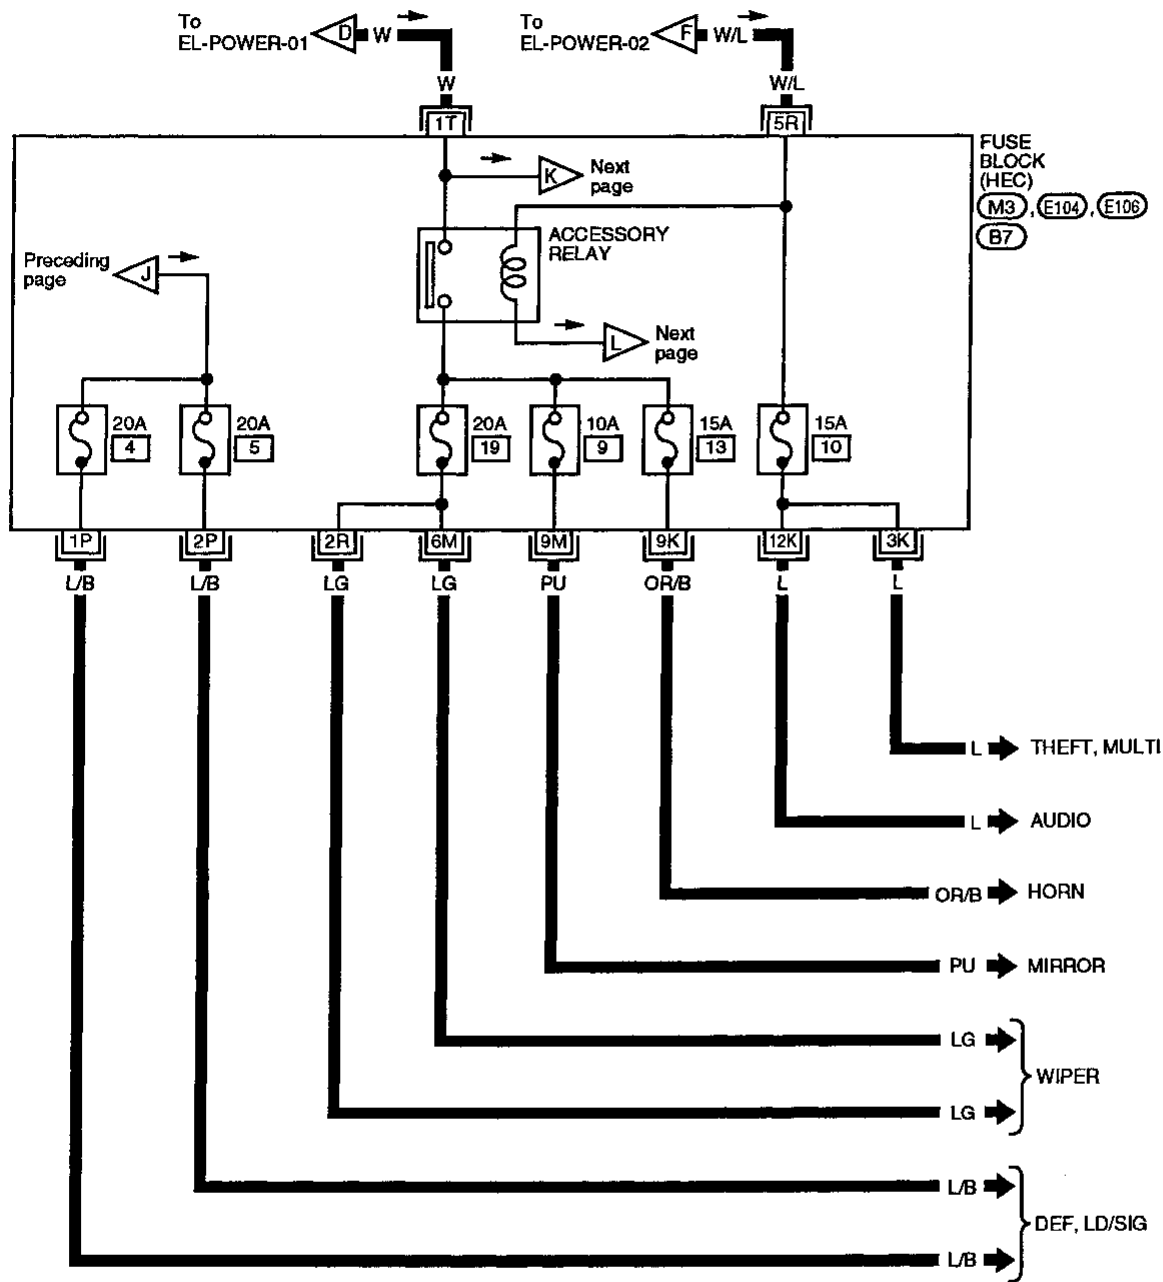 To
EL-POWER-01
D
W
To
EL-POWER-02
F
W/L
W
W/L
1T
5R
FUSE
BLOCK
(HEC)
M3 , E104 , E106
B7
K
Next
page
ACCESSORY
RELAY
Preceding
page
J
L
Next
page
20A
4
20A
5
20A
19
10A
9
15A
13
15A
10
1P
2P
2R
6M
9M
9K
12K
3K
L/B
L/B
LG
LG
PU
OR/B
L
L
L
THEFT, MULTI
L
AUDIO
OR/B
HORN
PU
MIRROR
LG
WIPER
LG
L/B
DEF, LD/SIG
L/B